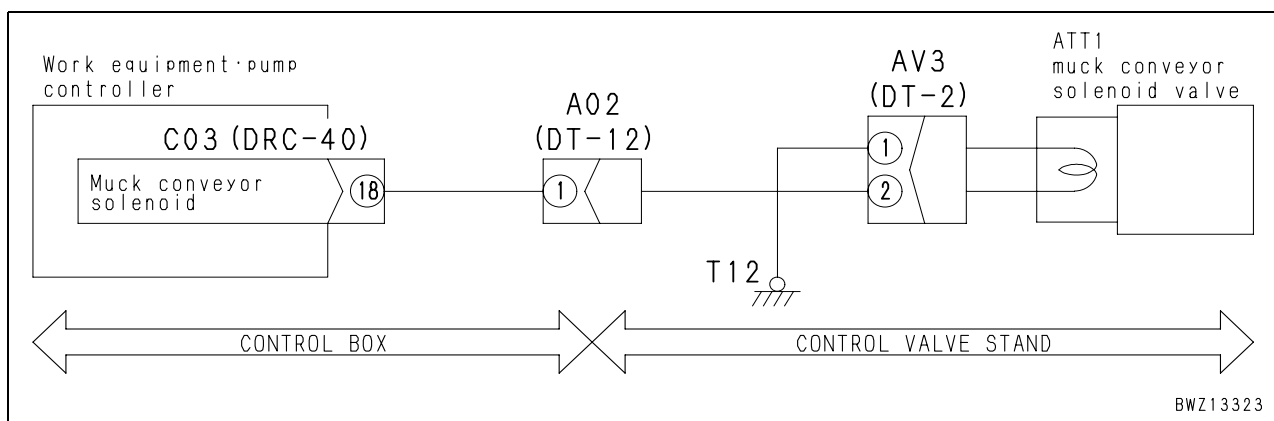 Work equipment·pump
controller
C03 (DRC-40)
Muck conveyor
solenoid
18
A02
(DT-12)
1
T12
AV3
(DT-2)
1
2
ATT1
muck conveyor
solenoid valve
CONTROL BOX
CONTROL VALVE STAND
BWZ13323